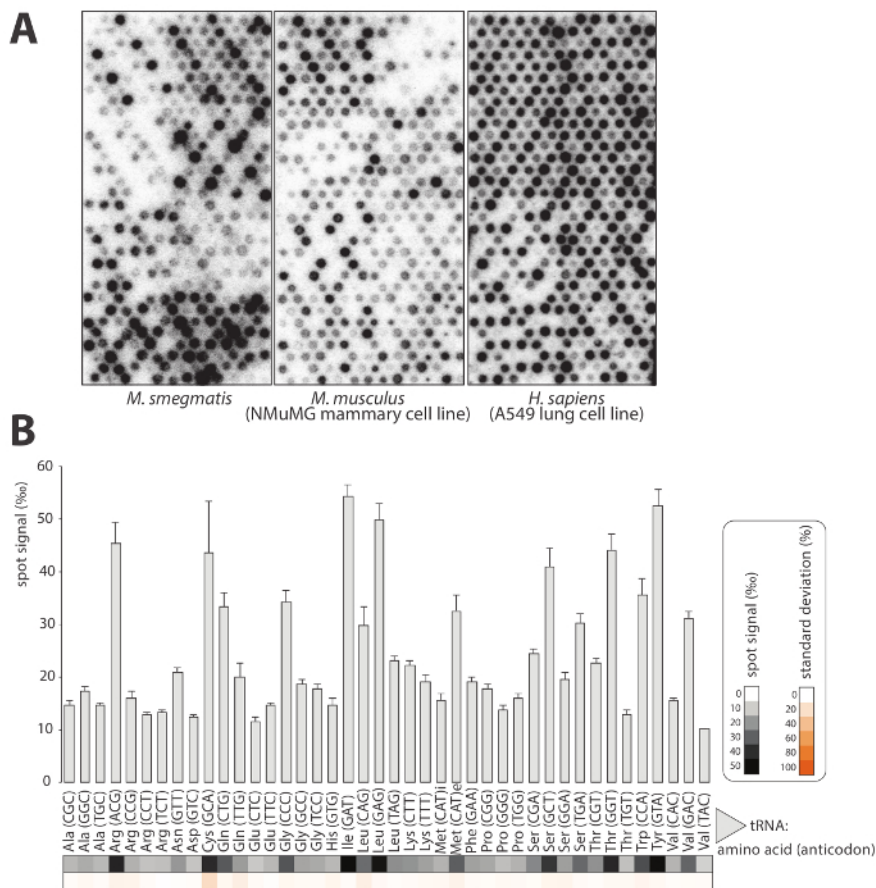 A
M. smegmatis
M. musculus
(NMuMG mammary cell line)
H. sapiens
(A549 lung cell line)
B
spot signal (‰)
60
50
40
30
20
10
0
Ala (CGC)
Ala (GGC)
Ala (TGC)
Arg (ACG)
Arg (CCG)
Arg (CCT)
Arg (TCT)
Asn (GTT)
Asp (GTC)
Cys (GCA)
Gln (CTG)
Gln (TTG)
Glu (CTC)
Glu (TTC)
Gly (CCC)
Gly (GCC)
Gly (TCC)
His (GTG)
Ile (GAT)
Leu (CAG)
Leu (GAG)
Leu (TAG)
Lys (CTT)
Lys (TTT)
Met (CAT)i
Met (CAT)e
Phe (GAA)
Pro (CGG)
Pro (GGG)
Pro (TGG)
Ser (CGA)
Ser (GCT)
Ser (GGA)
Ser (TGA)
Thr (CGT)
Thr (GGT)
Thr (TGT)
Trp (CCA)
Tyr (GTA)
Val (CAC)
Val (GAC)
Val (TAC)
spot signal (‰)
0
10
20
30
40
50
standard deviation (%)
0
20
40
60
80
100
tRNA:
amino acid (anticodon)